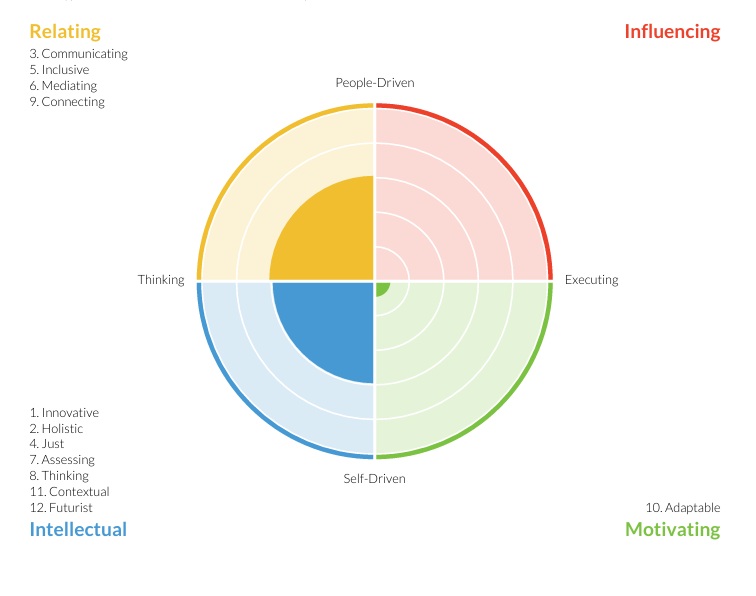 Relating
3. Communicating
5. Inclusive
6. Mediating
9. Connecting
Influencing
People-Driven
Thinking
Executing
Self-Driven
1. Innovative
2. Holistic
4. Just
7. Assessing
8. Thinking
11. Contextual
12. Futurist
Intellectual
10. Adaptable
Motivating